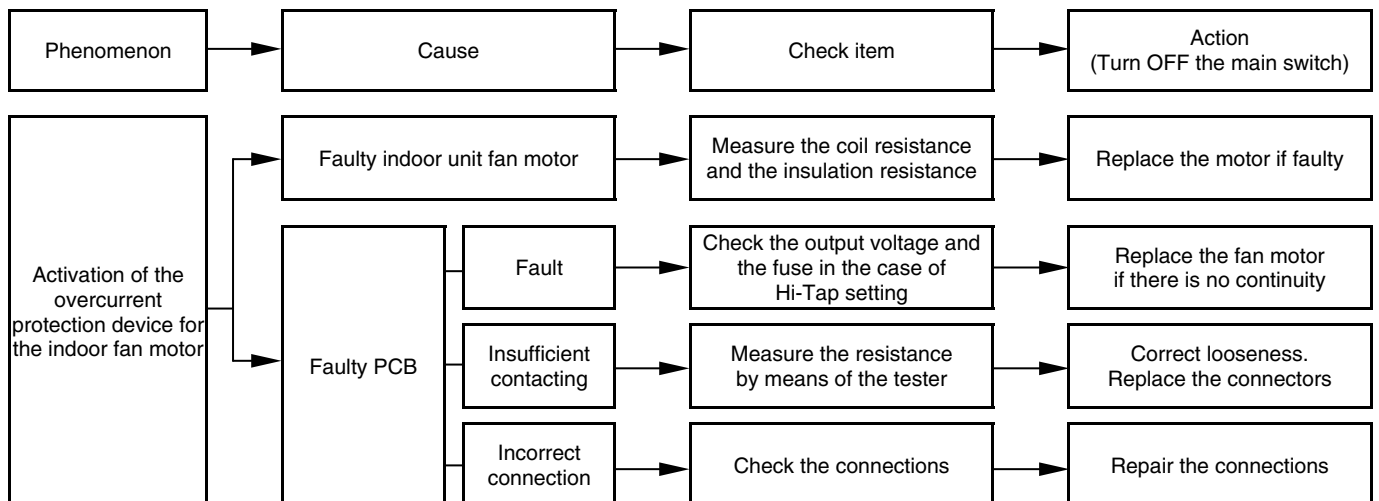 Phenomenon
Cause
Check item
Action
(Turn OFF the main switch)
Activation of the
overcurrent
protection device for
the indoor fan motor
Faulty indoor unit fan motor
Measure the coil resistance
and the insulation resistance
Replace the motor if faulty
Faulty PCB
Fault
Check the output voltage and
the fuse in the case of
Hi-Tap setting
Replace the fan motor
if there is no continuity
Insufficient
contacting
Measure the resistance
by means of the tester
Correct looseness.
Replace the connectors
Incorrect
connection
Check the connections
Repair the connections